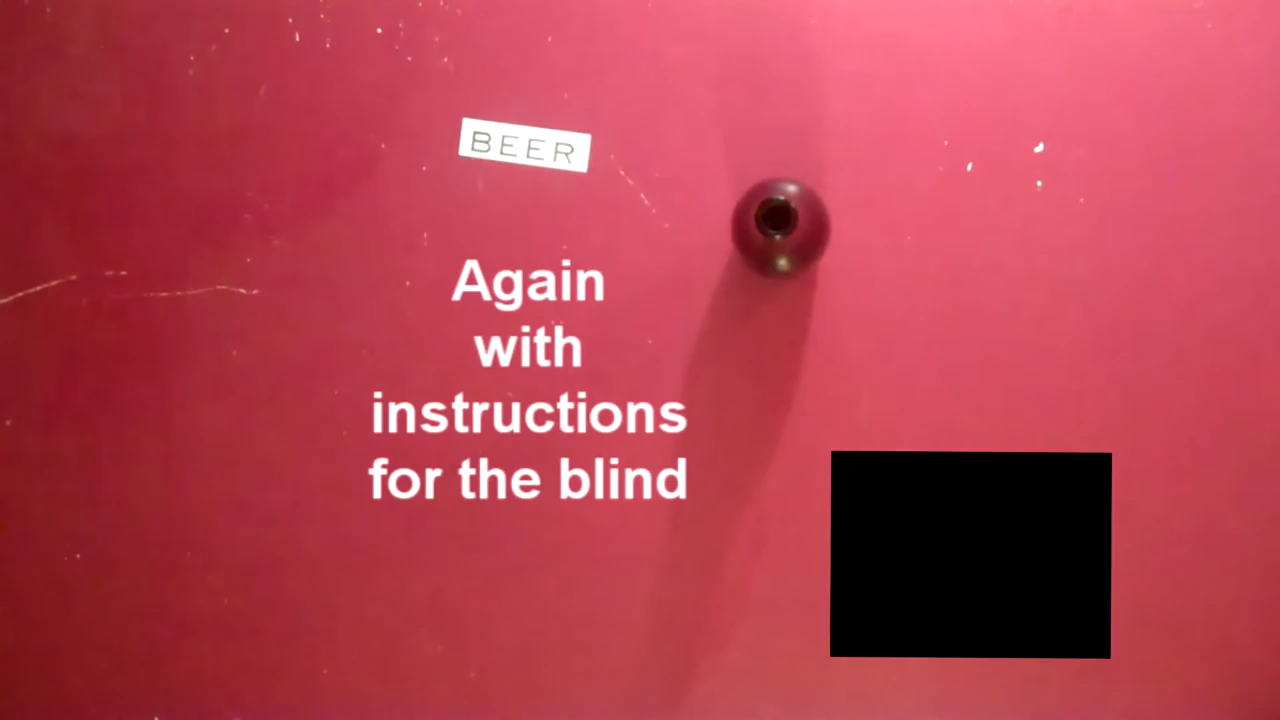 BEER
Again
with
instructions
for the blind